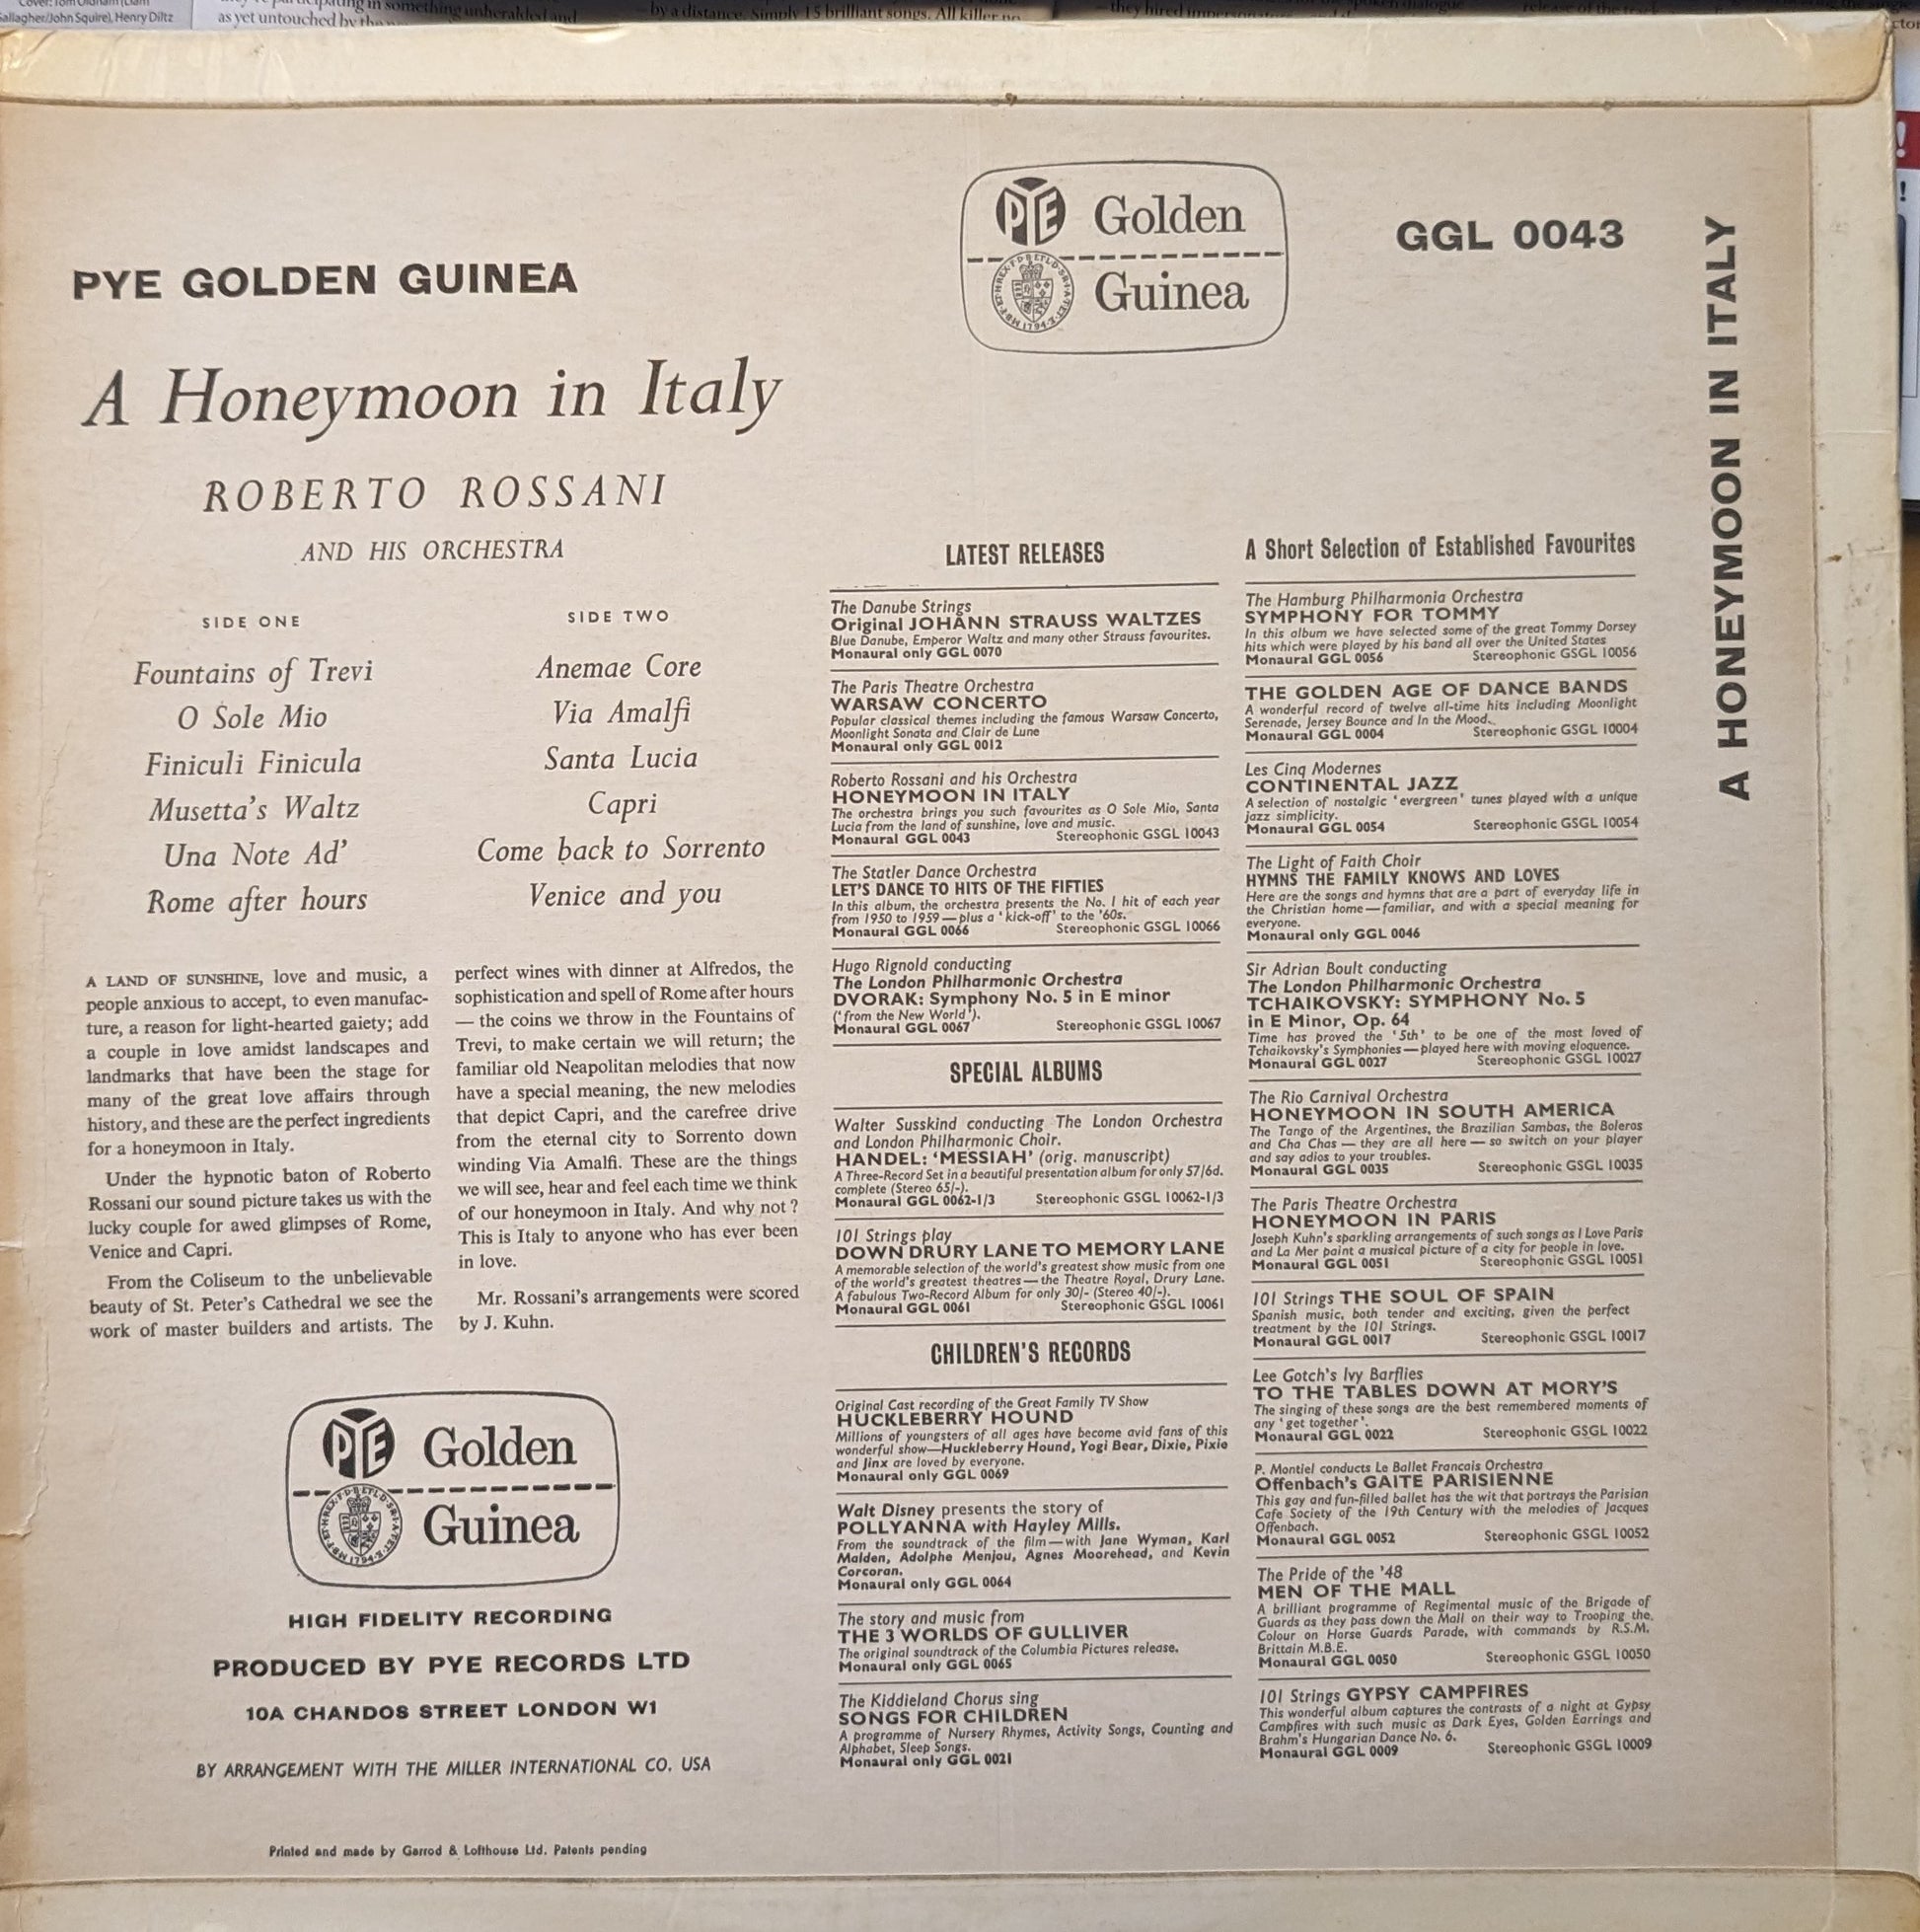 as yet untouched by the
by a distance. Simply 15 brilliant songs. All killer no
Gallagher/John Squire), Henry Diltz
PYE GOLDEN GUINEA
PYE Golden
Guinea
GGL 0043
A HONEYMOON IN ITALY
A Honeymoon in Italy
ROBERTO ROSSANI
AND HIS ORCHESTRA
SIDE ONE
Fountains of Trevi
O Sole Mio
Finiculi Finicula
Musetta's Waltz
Una Note Ad'
Rome after hours
SIDE TWO
Anemae Core
Via Amalfi
Santa Lucia
Capri
Come back to Sorrento
Venice and you
A LAND OF SUNSHINE, love and music, a
people anxious to accept, to even manufac-
ture, a reason for light-hearted gaiety; add
a couple in love amidst landscapes and
landmarks that have been the stage for
many of the great love affairs through
history, and these are the perfect ingredients
for a honeymoon in Italy.
Under the hypnotic baton of Roberto
Rossani our sound picture takes us with the
lucky couple for awed glimpses of Rome,
Venice and Capri.
From the Coliseum to the unbelievable
beauty of St. Peter's Cathedral we see the
work of master builders and artists. The
perfect wines with dinner at Alfredos, the
sophistication and spell of Rome after hours
— the coins we throw in the Fountains of
Trevi, to make certain we will return; the
familiar old Neapolitan melodies that now
have a special meaning, the new melodies
that depict Capri, and the carefree drive
from the eternal city to Sorrento down
winding Via Amalfi. These are the things
we will see, hear and feel each time we think
of our honeymoon in Italy. And why not?
This is Italy to anyone who has ever been
in love.
Mr. Rossani's arrangements were scored
by J. Kuhn.
PYE Golden
Guinea
HIGH FIDELITY RECORDING
PRODUCED BY PYE RECORDS LTD
10A CHANDOS STREET LONDON W1
BY ARRANGEMENT WITH THE MILLER INTERNATIONAL CO. USA
Printed and made by Garrod & Lofthouse Ltd. Patents pending
LATEST RELEASES
The Danube Strings
Original JOHANN STRAUSS WALTZES
Blue Danube, Emperor Waltz and many other Strauss favourites.
Monaural only GGL 0070
The Paris Theatre Orchestra
WARSAW CONCERTO
Popular classical themes including the famous Warsaw Concerto,
Moonlight Sonata and Clair de Lune
Monaural only GGL 0012
Roberto Rossani and his Orchestra
HONEYMOON IN ITALY
The orchestra brings you such favourites as O Sole Mio, Santa
Lucia from the land of sunshine, love and music.
Monaural GGL 0043 Stereophonic GSGL 10043
The Statler Dance Orchestra
LET'S DANCE TO HITS OF THE FIFTIES
In this album, the orchestra presents the No. 1 hit of each year
from 1950 to 1959 — plus a 'kick-off' to the '60s.
Monaural GGL 0066 Stereophonic GSGL 10066
Hugo Rignold conducting
The London Philharmonic Orchestra
DVORAK: Symphony No. 5 in E minor
('from the New World').
Monaural GGL 0067 Stereophonic GSGL 10067
SPECIAL ALBUMS
Walter Susskind conducting The London Orchestra
and London Philharmonic Choir.
HANDEL: 'MESSIAH' (orig. manuscript)
A Three-Record Set in a beautiful presentation album for only 57/6d.
complete (Stereo 65/-).
Monaural GGL 0062-1/3 Stereophonic GSGL 10062-1/3
101 Strings play
DOWN DRURY LANE TO MEMORY LANE
A memorable selection of the world's greatest show music from one
of the world's greatest theatres — the Theatre Royal, Drury Lane.
A fabulous Two-Record Album for only 30/- (Stereo 40/-).
Monaural GGL 0061 Stereophonic GSGL 10061
CHILDREN'S RECORDS
Original Cast recording of the Great Family TV Show
HUCKLEBERRY HOUND
Millions of youngsters of all ages have become avid fans of this
wonderful show—Huckleberry Hound, Yogi Bear, Dixie, Pixie
and Jinx are loved by everyone.
Monaural only GGL 0069
Walt Disney presents the story of
POLLYANNA with Hayley Mills.
From the soundtrack of the film — with Jane Wyman, Karl
Malden, Adolphe Menjou, Agnes Moorehead, and Kevin
Corcoran.
Monaural only GGL 0064
The story and music from
THE 3 WORLDS OF GULLIVER
The original soundtrack of the Columbia Pictures release.
Monaural only GGL 0065
The Kiddieland Chorus sing
SONGS FOR CHILDREN
A programme of Nursery Rhymes, Activity Songs, Counting and
Alphabet, Sleep Songs.
Monaural only GGL 0021
A Short Selection of Established Favourites
The Hamburg Philharmonia Orchestra
SYMPHONY FOR TOMMY
In this album we have selected some of the great Tommy Dorsey
hits which were played by his band all over the United States
Monaural GGL 0056 Stereophonic GSGL 10056
THE GOLDEN AGE OF DANCE BANDS
A wonderful record of twelve all-time hits including Moonlight
Serenade, Jersey Bounce and In the Mood.
Monaural GGL 0004 Stereophonic GSGL 10004
Les Cinq Modernes
CONTINENTAL JAZZ
A selection of nostalgic 'evergreen' tunes played with a unique
jazz simplicity.
Monaural GGL 0054 Stereophonic GSGL 10054
The Light of Faith Choir
HYMNS THE FAMILY KNOWS AND LOVES
Here are the songs and hymns that are a part of everyday life in
the Christian home — familiar, and with a special meaning for
everyone.
Monaural only GGL 0046
Sir Adrian Boult conducting
The London Philharmonic Orchestra
TCHAIKOVSKY: SYMPHONY No. 5
in E Minor, Op. 64
Time has proved the '5th' to be one of the most loved of
Tchaikovsky's Symphonies — played here with moving eloquence.
Monaural GGL 0027 Stereophonic GSGL 10027
The Rio Carnival Orchestra
HONEYMOON IN SOUTH AMERICA
The Tango of the Argentines, the Brazilian Sambas, the Boleros
and Cha Chas — they are all here — so switch on your player
and say adios to your troubles.
Monaural GGL 0035 Stereophonic GSGL 10035
The Paris Theatre Orchestra
HONEYMOON IN PARIS
Joseph Kuhn's sparkling arrangements of such songs as I Love Paris
and La Mer paint a musical picture of a city for people in love.
Monaural GGL 0051 Stereophonic GSGL 10051
101 Strings THE SOUL OF SPAIN
Spanish music, both tender and exciting, given the perfect
treatment by the 101 Strings.
Monaural GGL 0017 Stereophonic GSGL 10017
Lee Gotch's Ivy Barflies
TO THE TABLES DOWN AT MORY'S
The singing of these songs are the best remembered moments of
any 'get together'.
Monaural GGL 0022 Stereophonic GSGL 10022
P. Montiel conducts Le Ballet Francais Orchestra
Offenbach's GAITE PARISIENNE
This gay and fun-filled ballet has the wit that portrays the Parisian
Cafe Society of the 19th Century with the melodies of Jacques
Offenbach.
Monaural GGL 0052 Stereophonic GSGL 10052
The Pride of the '48
MEN OF THE MALL
A brilliant programme of Regimental music of the Brigade of
Guards as they pass down the Mall on their way to Trooping the
Colour on Horse Guards Parade, with commands by R.S.M.
Brittain M.B.E.
Monaural GGL 0050 Stereophonic GSGL 10050
101 Strings GYPSY CAMPFIRES
This wonderful album captures the contrasts of a night at Gypsy
Campfires with such music as Dark Eyes, Golden Earrings and
Brahm's Hungarian Dance No. 6.
Monaural GGL 0009 Stereophonic GSGL 10009